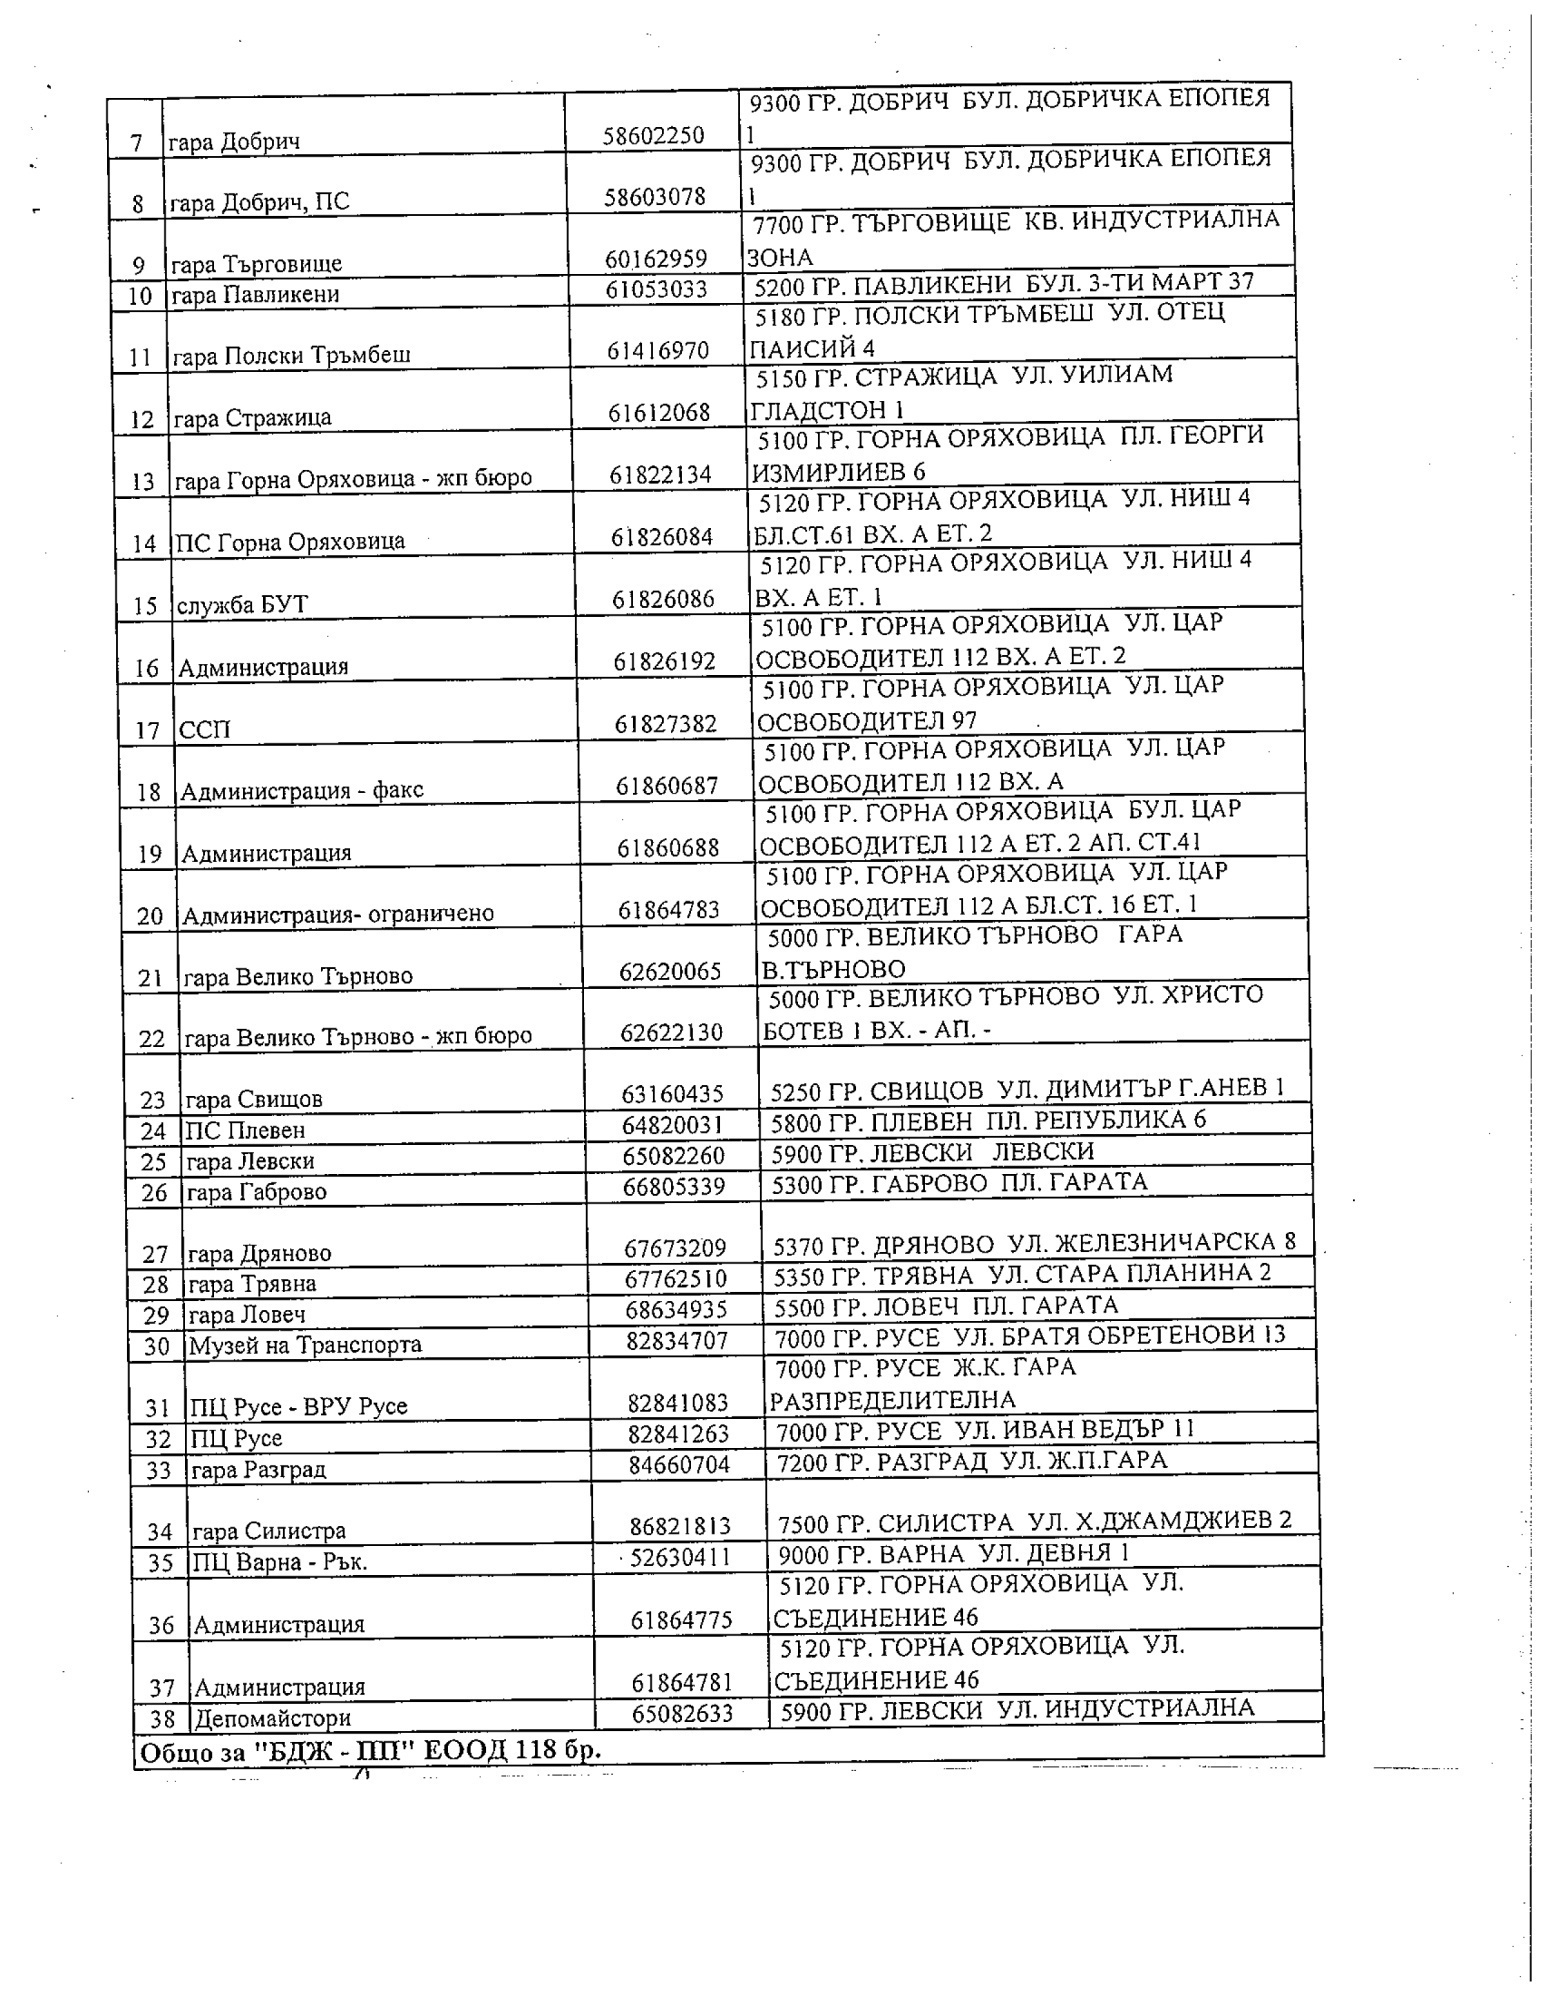 9300 ГР. ДОБРИЧ БУЛ. ДОБРИЧКА ЕПОПЕЯ
7 гара Добрич 58602250 1
9300 ГР. ДОБРИЧ БУЛ. ДОБРИЧКА ЕПОПЕЯ
8 гара Добрич, ПС 58603078 1
7700 ГР. ТЪРГОВИЩЕ КВ. ИНДУСТРИАЛНА
9 гара Търговище 60162959 ЗОНА
10 гара Павликени 61053033 5200 ГР. ПАВЛИКЕНИ БУЛ. 3-ТИ МАРТ 37
5180 ГР. ПОЛСКИ ТРЪМБЕШ УЛ. ОТЕЦ
11 гара Полски Тръмбеш 61416970 ПАИСИЙ 4
5150 ГР. СТРАЖИЦА УЛ. УИЛИАМ
12 гара Стражица 61612068 ГЛАДСТОН 1
5100 ГР. ГОРНА ОРЯХОВИЦА ПЛ. ГЕОРГИ
13 гара Горна Оряховица - жп бюро 61822134 ИЗМИРЛИЕВ 6
5120 ГР. ГОРНА ОРЯХОВИЦА УЛ. НИШ 4
14 ПС Горна Оряховица 61826084 БЛ.СТ.61 ВХ. А ЕТ. 2
5120 ГР. ГОРНА ОРЯХОВИЦА УЛ. НИШ 4
15 служба БУТ 61826086 ВХ. А ЕТ. 1
5100 ГР. ГОРНА ОРЯХОВИЦА УЛ. ЦАР
16 Администрация 61826192 ОСВОБОДИТЕЛ 112 ВХ. А ЕТ. 2
5100 ГР. ГОРНА ОРЯХОВИЦА УЛ. ЦАР
17 ССП 61827382 ОСВОБОДИТЕЛ 97
5100 ГР. ГОРНА ОРЯХОВИЦА УЛ. ЦАР
18 Администрация - факс 61860687 ОСВОБОДИТЕЛ 112 ВХ. А
5100 ГР. ГОРНА ОРЯХОВИЦА БУЛ. ЦАР
19 Администрация 61860688 ОСВОБОДИТЕЛ 112 А ЕТ. 2 АП. СТ.41
5100 ГР. ГОРНА ОРЯХОВИЦА УЛ. ЦАР
20 Администрация- ограничено 61864783 ОСВОБОДИТЕЛ 112 А БЛ.СТ. 16 ЕТ. 1
5000 ГР. ВЕЛИКО ТЪРНОВО ГАРА
21 гара Велико Търново 62620065 В.ТЪРНОВО
5000 ГР. ВЕЛИКО ТЪРНОВО УЛ. ХРИСТО
22 гара Велико Търново - жп бюро 62622130 БОТЕВ 1 ВХ. - АП. -
23 гара Свищов 63160435 5250 ГР. СВИЩОВ УЛ. ДИМИТЪР Г.АНЕВ 1
24 ПС Плевен 64820031 5800 ГР. ПЛЕВЕН ПЛ. РЕПУБЛИКА 6
25 гара Левски 65082260 5900 ГР. ЛЕВСКИ ЛЕВСКИ
26 гара Габрово 66805339 5300 ГР. ГАБРОВО ПЛ. ГАРАТА
27 гара Дряново 67673209 5370 ГР. ДРЯНОВО УЛ. ЖЕЛЕЗНИЧАРСКА 8
28 гара Трявна 67762510 5350 ГР. ТРЯВНА УЛ. СТАРА ПЛАНИНА 2
29 гара Ловеч 68634935 5500 ГР. ЛОВЕЧ ПЛ. ГАРАТА
30 Музей на Транспорта 82834707 7000 ГР. РУСЕ УЛ. БРАТЯ ОБРЕТЕНОВИ 13
7000 ГР. РУСЕ Ж.К. ГАРА
31 ПЦ Русе - ВРУ Русе 82841083 РАЗПРЕДЕЛИТЕЛНА
32 ПЦ Русе 82841263 7000 ГР. РУСЕ УЛ. ИВАН ВЕДЪР 11
33 гара Разград 84660704 7200 ГР. РАЗГРАД УЛ. Ж.П.ГАРА
34 гара Силистра 86821813 7500 ГР. СИЛИСТРА УЛ. Х.ДЖАМДЖИЕВ 2
35 ПЦ Варна - Рък. 52630411 9000 ГР. ВАРНА УЛ. ДЕВНЯ 1
5120 ГР. ГОРНА ОРЯХОВИЦА УЛ.
36 Администрация 61864775 СЪЕДИНЕНИЕ 46
5120 ГР. ГОРНА ОРЯХОВИЦА УЛ.
37 Администрация 61864781 СЪЕДИНЕНИЕ 46
38 Депомайстори 65082633 5900 ГР. ЛЕВСКИ УЛ. ИНДУСТРИАЛНА
Общо за "БДЖ - ПП" ЕООД 118 бр.